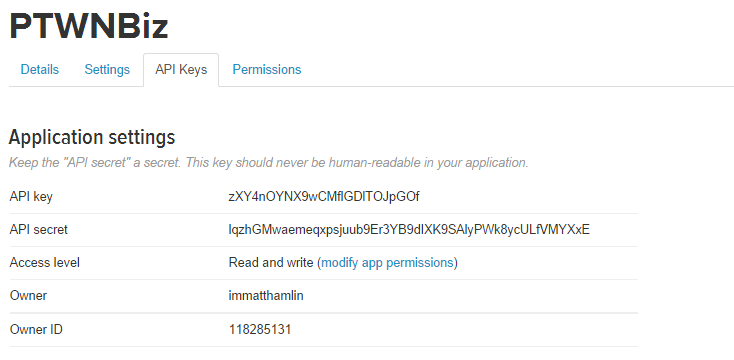 PTWNBiz
Details Settings API Keys Permissions
Application settings
Keep the "API secret" a secret. This key should never be human-readable in your application.
API key
API secret
Access level Read and write (modify app permissions)
Owner immatthamlin
Owner ID 118285131